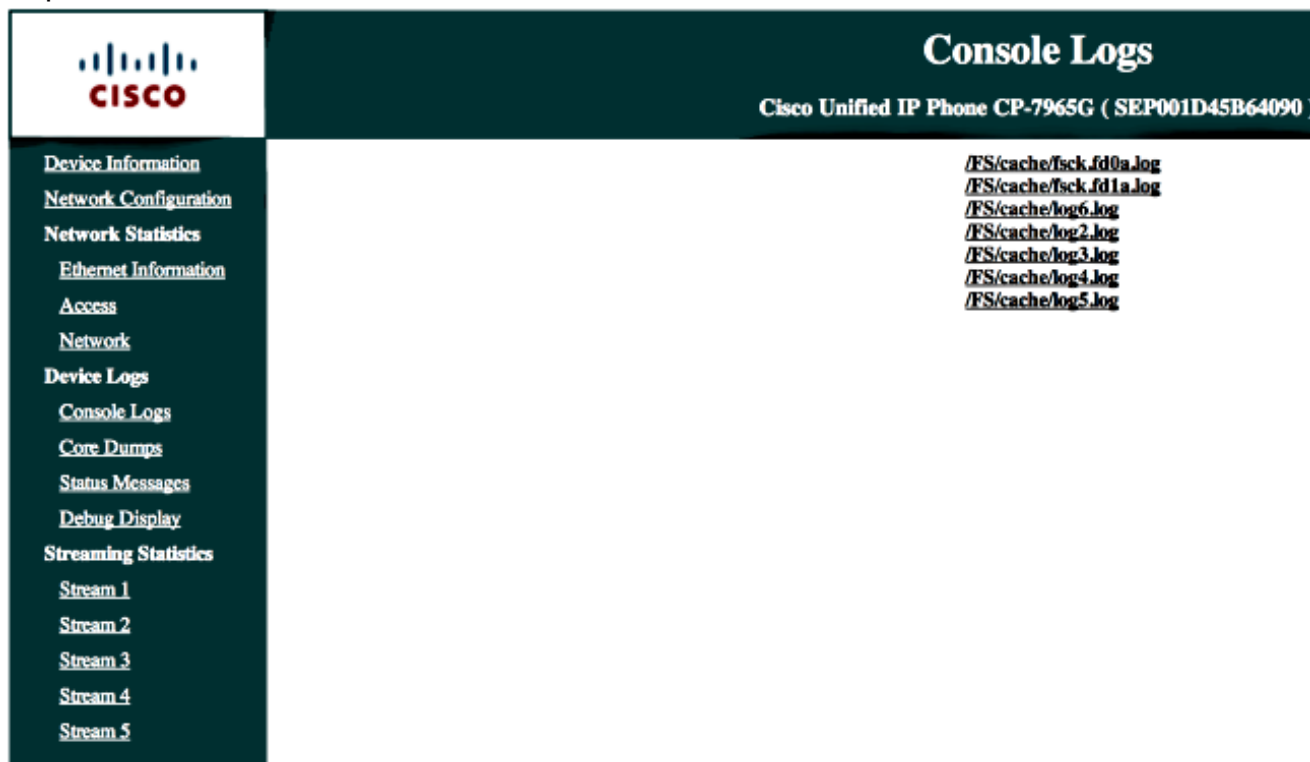 CISCO
Console Logs
Cisco Unified IP Phone CP-7965G ( SEP001D45B64090 )
Device Information
Network Configuration
Network Statistics
Ethernet Information
Access
Network
Device Logs
Console Logs
Core Dumps
Status Messages
Debug Display
Streaming Statistics
Stream 1
Stream 2
Stream 3
Stream 4
Stream 5
/FS/cache/fsck.fd0a.log
/FS/cache/fsck.fd1a.log
/FS/cache/log6.log
/FS/cache/log2.log
/FS/cache/log3.log
/FS/cache/log4.log
/FS/cache/log5.log